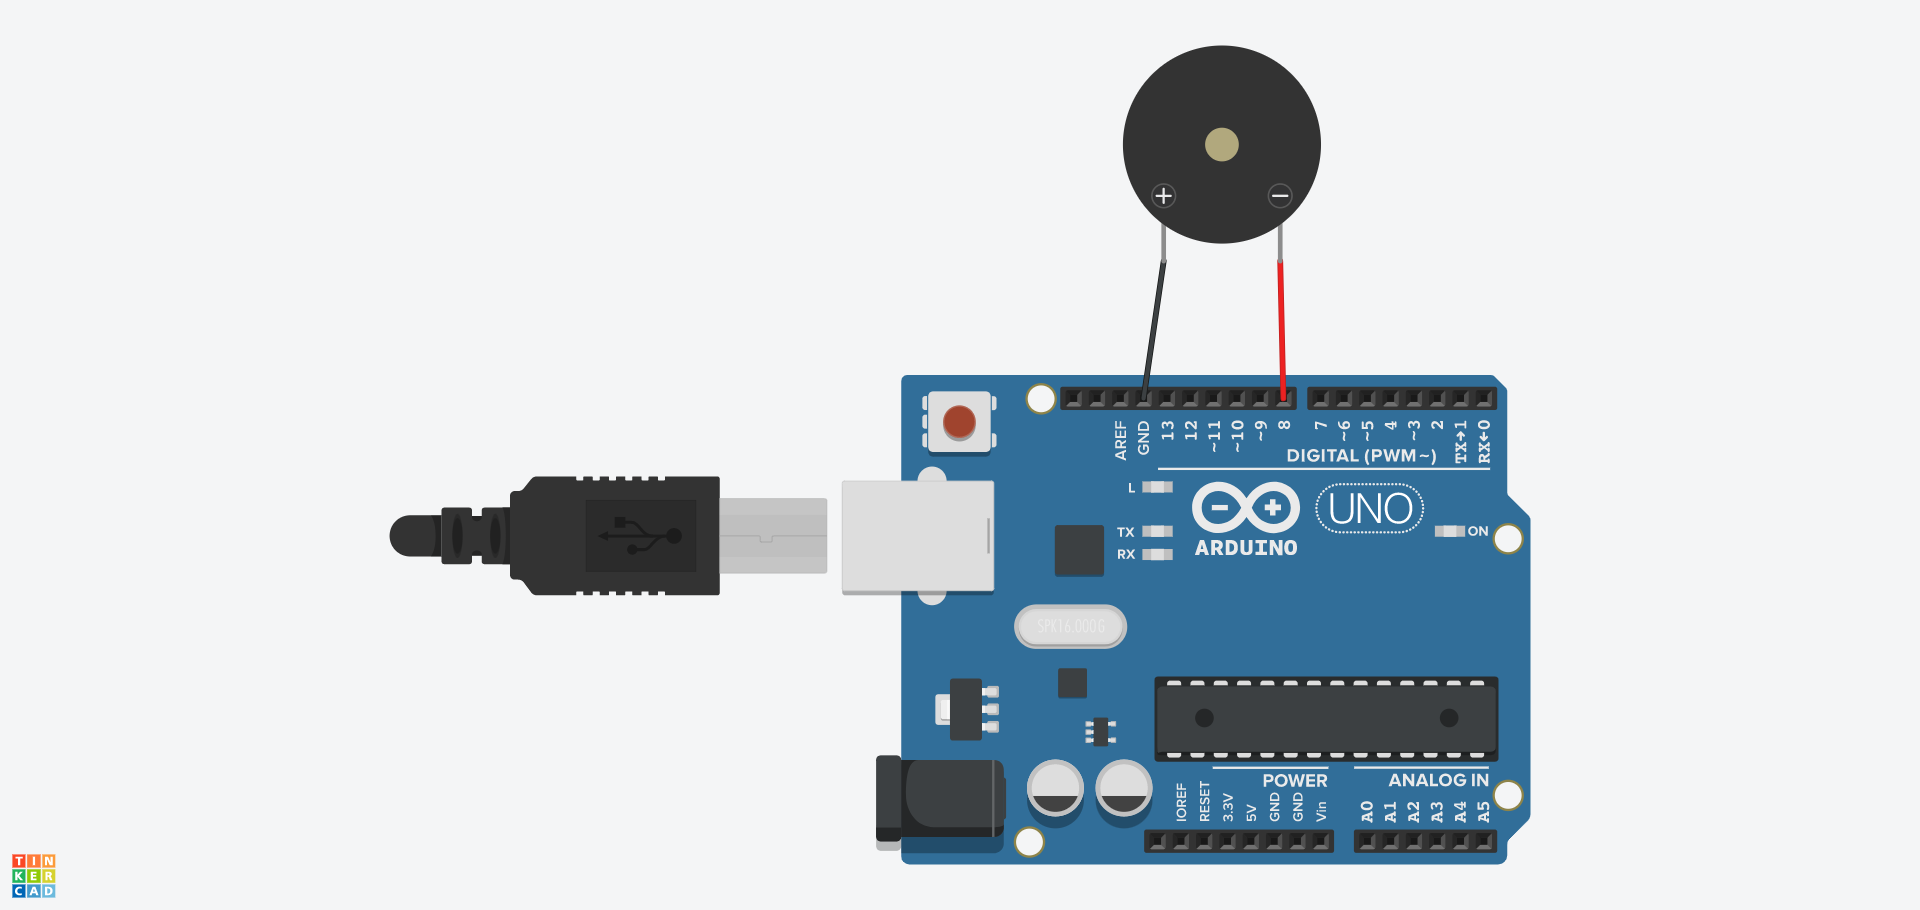 + −
AREF GND 13 12 ~11 ~10 ~9 8 7 ~6 ~5 4 ~3 2 TX→1 RX←0
DIGITAL (PWM~)
L
TX
RX
ARDUINO
UNO
ON
SPK16.000G
POWER
ANALOG IN
IOREF RESET 3.3V 5V GND GND Vin A0 A1 A2 A3 A4 A5
TIN
KER
CAD